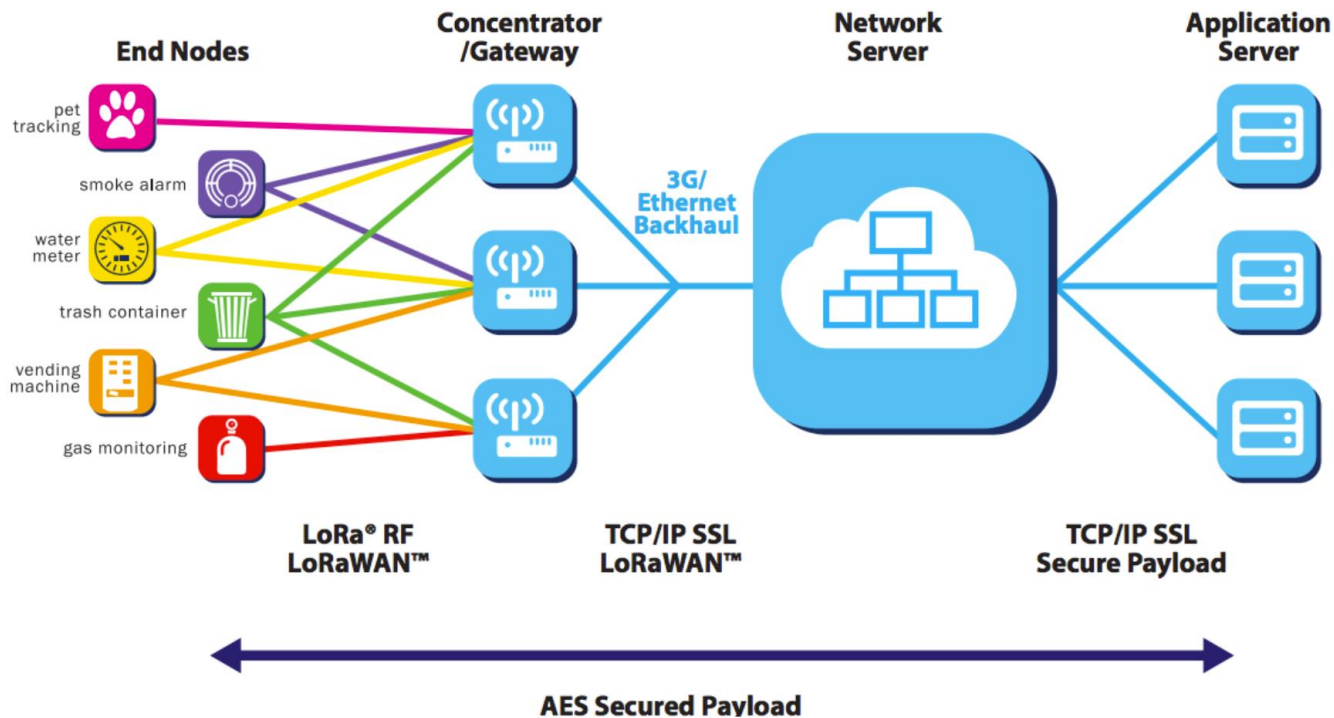 End Nodes
Concentrator
/Gateway
Network
Server
Application
Server
pet
tracking
smoke alarm
water
meter
trash container
vending
machine
gas monitoring
3G/
Ethernet
Backhaul
LoRa® RF
LoRaWAN™
TCP/IP SSL
LoRaWAN™
TCP/IP SSL
Secure Payload
AES Secured Payload